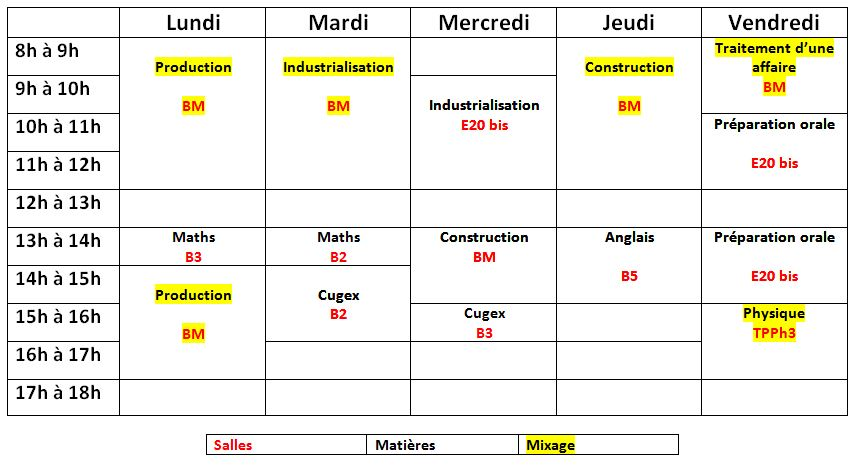 Lundi Mardi Mercredi Jeudi Vendredi
8h à 9h
Production
BM
Industrialisation
BM
Construction
BM
Traitement d'une
affaire
BM
9h à 10h
Industrialisation
E20 bis
10h à 11h
Préparation orale
E20 bis
11h à 12h
12h à 13h
13h à 14h
Maths
B3
Maths
B2
Construction
BM
Anglais
B5
Préparation orale
E20 bis
14h à 15h
Production
BM
Cugex
B2
15h à 16h
Cugex
B3
Physique
TPPh3
16h à 17h
17h à 18h
Salles Matières Mixage